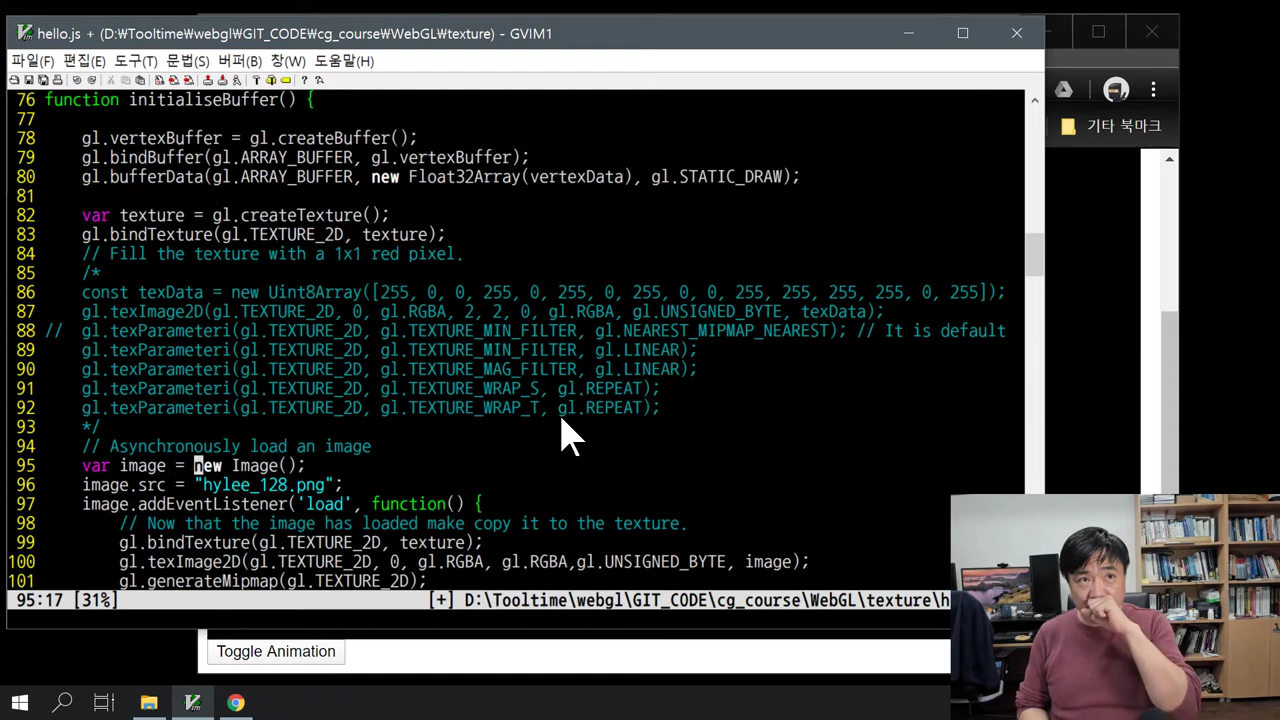 hello.js + (D:₩Tooltime₩webgl₩GIT_CODE₩cg_course₩WebGL₩texture) - GVIM1
파일(F) 편집(E) 도구(T) 문법(S) 버퍼(B) 창(W) 도움말(H)
기타 북마크
76 function initialiseBuffer() {
77
78 gl.vertexBuffer = gl.createBuffer();
79 gl.bindBuffer(gl.ARRAY_BUFFER, gl.vertexBuffer);
80 gl.bufferData(gl.ARRAY_BUFFER, new Float32Array(vertexData), gl.STATIC_DRAW);
81
82 var texture = gl.createTexture();
83 gl.bindTexture(gl.TEXTURE_2D, texture);
84 // Fill the texture with a 1x1 red pixel.
85 /*
86 const texData = new Uint8Array([255, 0, 0, 255, 0, 255, 0, 255, 0, 0, 255, 255, 255, 255, 0, 255]);
87 gl.texImage2D(gl.TEXTURE_2D, 0, gl.RGBA, 2, 2, 0, gl.RGBA, gl.UNSIGNED_BYTE, texData);
88 // gl.texParameteri(gl.TEXTURE_2D, gl.TEXTURE_MIN_FILTER, gl.NEAREST_MIPMAP_NEAREST); // It is default
89 gl.texParameteri(gl.TEXTURE_2D, gl.TEXTURE_MIN_FILTER, gl.LINEAR);
90 gl.texParameteri(gl.TEXTURE_2D, gl.TEXTURE_MAG_FILTER, gl.LINEAR);
91 gl.texParameteri(gl.TEXTURE_2D, gl.TEXTURE_WRAP_S, gl.REPEAT);
92 gl.texParameteri(gl.TEXTURE_2D, gl.TEXTURE_WRAP_T, gl.REPEAT);
93 */
94 // Asynchronously load an image
95 var image = new Image();
96 image.src = "hylee_128.png";
97 image.addEventListener('load', function() {
98 // Now that the image has loaded make copy it to the texture.
99 gl.bindTexture(gl.TEXTURE_2D, texture);
100 gl.texImage2D(gl.TEXTURE_2D, 0, gl.RGBA, gl.RGBA,gl.UNSIGNED_BYTE, image);
101 gl.generateMipmap(gl.TEXTURE_2D);
95:17 [31%] [+] D:\Tooltime\webgl\GIT_CODE\cg_course\WebGL\texture\h
Toggle Animation